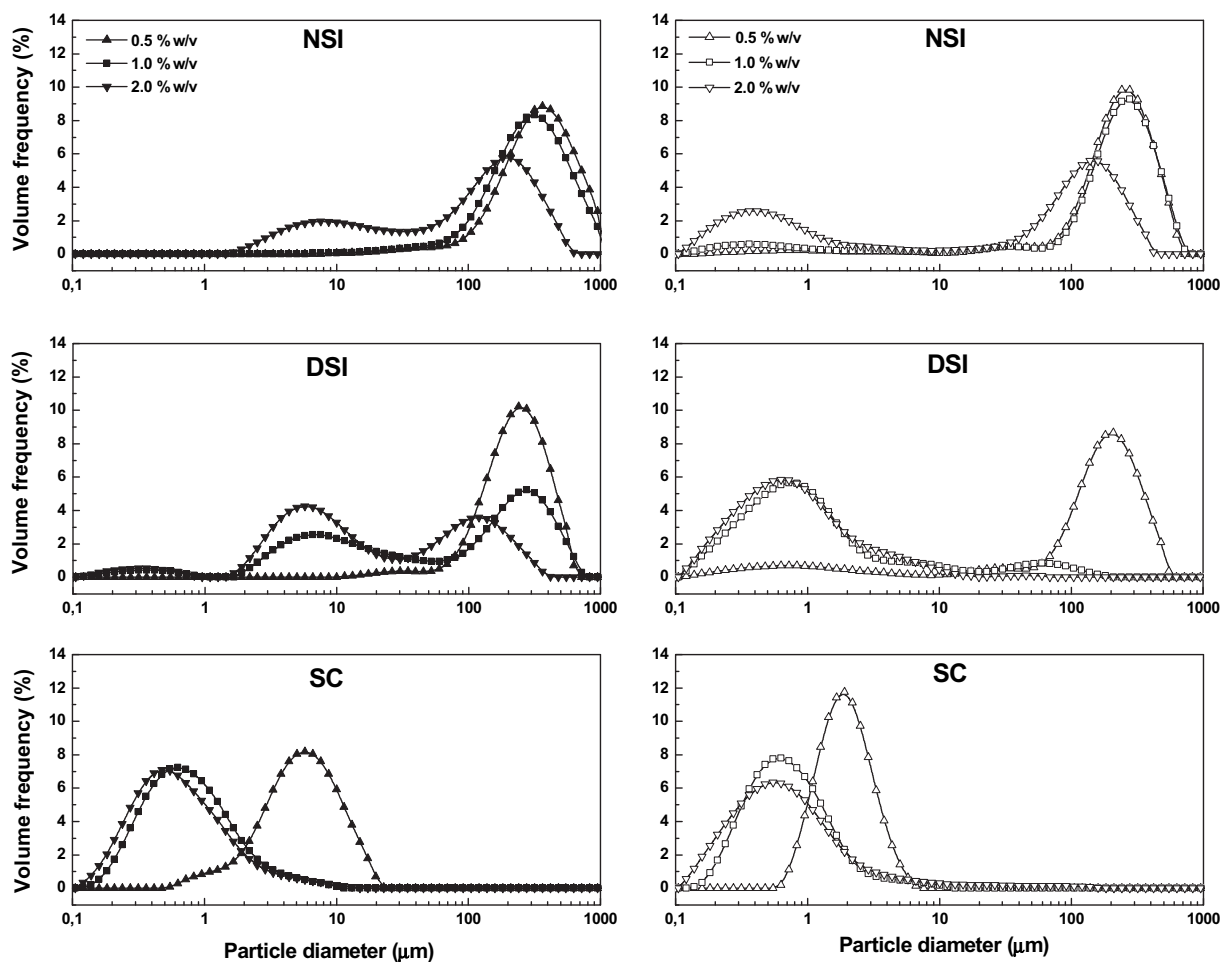 NSI
0.5 % w/v
1.0 % w/v
2.0 % w/v
Volume frequency (%)
14
12
10
8
6
4
2
0
0,1 1 10 100 1000
NSI
0.5 % w/v
1.0 % w/v
2.0 % w/v
14
12
10
8
6
4
2
0
0,1 1 10 100 1000
DSI
Volume frequency (%)
14
12
10
8
6
4
2
0
0,1 1 10 100 1000
DSI
14
12
10
8
6
4
2
0
0,1 1 10 100 1000
SC
Volume frequency (%)
14
12
10
8
6
4
2
0
0,1 1 10 100 1000
Particle diameter (μm)
SC
14
12
10
8
6
4
2
0
0,1 1 10 100 1000
Particle diameter (μm)